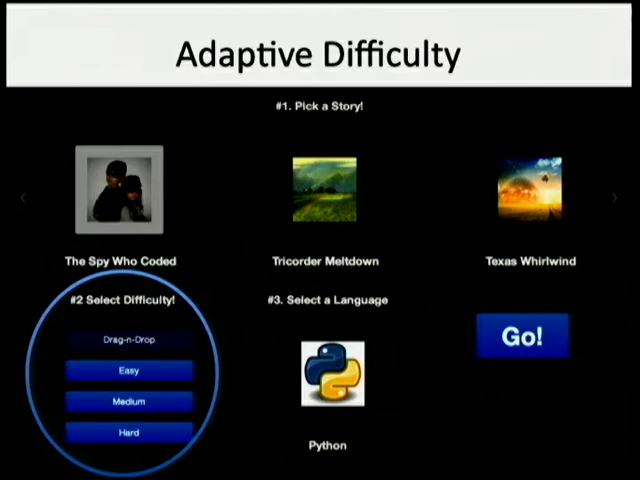 Adaptive Difficulty
#1. Pick a Story!
The Spy Who Coded
Tricorder Meltdown
Texas Whirlwind
#2 Select Difficulty!
#3. Select a Language
Drag-n-Drop
Easy
Medium
Hard
Go!
Python